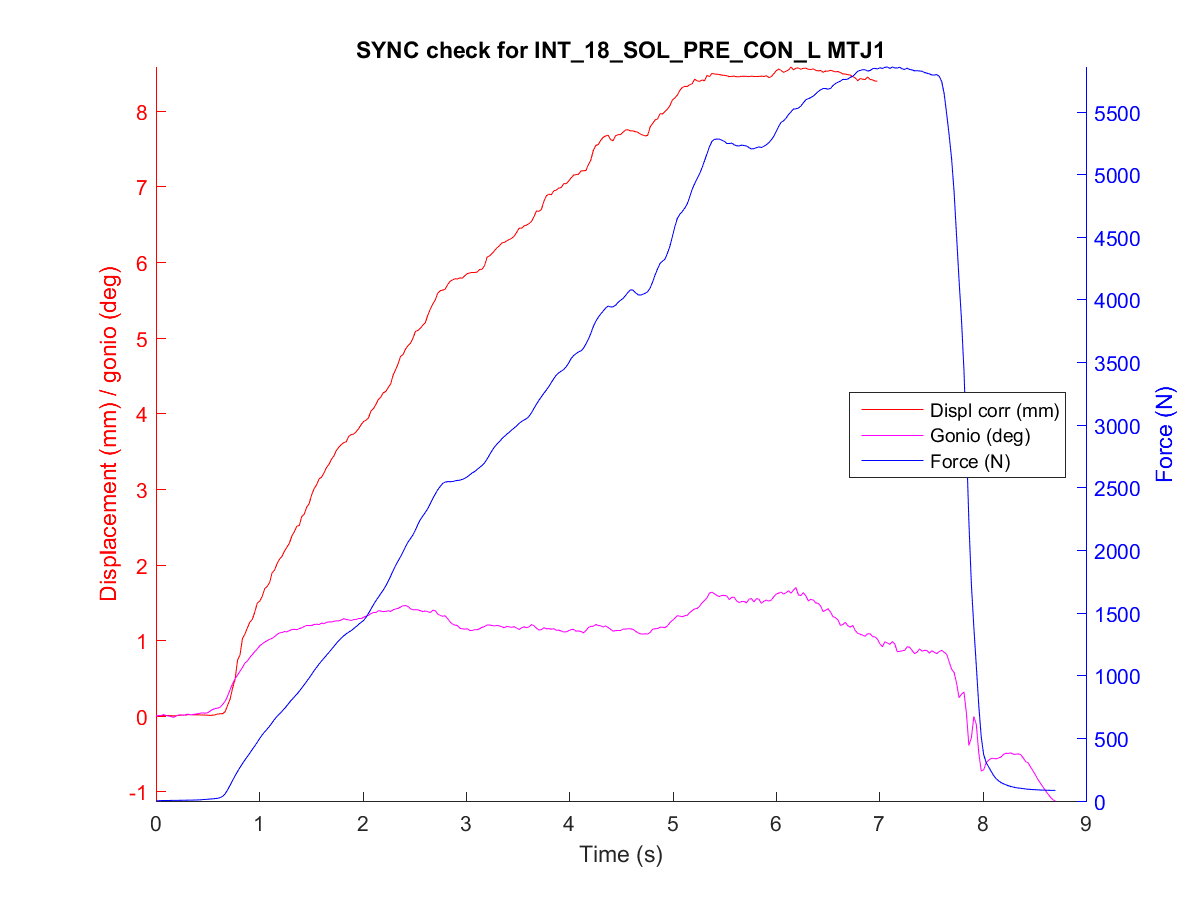 SYNC check for INT_18_SOL_PRE_CON_L MTJ1
Displacement (mm) / gonio (deg)
8
7
6
5
4
3
2
1
0
-1
5500
5000
4500
4000
3500
3000
2500
2000
1500
1000
500
0
Force (N)
Displ corr (mm)
Gonio (deg)
Force (N)
0 1 2 3 4 5 6 7 8 9
Time (s)